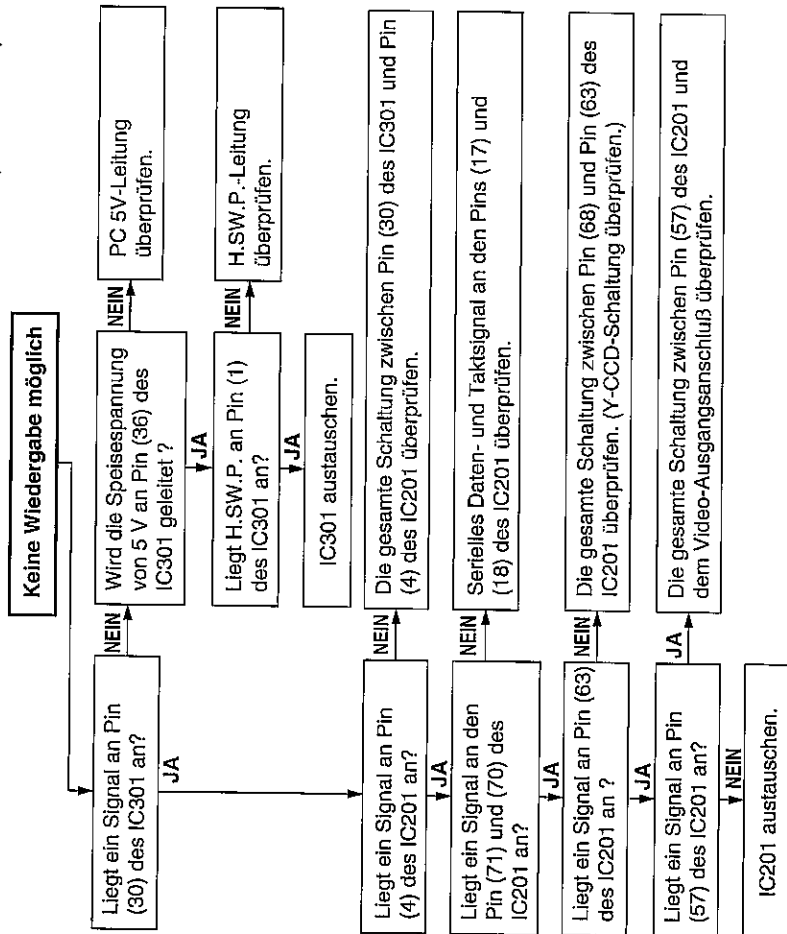 Keine Wiedergabe möglich
Liegt ein Signal an Pin
(30) des IC301 an?
NEIN
Wird die Speisespannung
von 5 V an Pin (36) des
IC301 geleitet ?
NEIN
PC 5V-Leitung
überprüfen.
JA
Liegt H.SW.P. an Pin (1)
des IC301 an?
NEIN
H.SW.P.-Leitung
überprüfen.
JA
IC301 austauschen.
JA
Liegt ein Signal an Pin
(4) des IC201 an?
NEIN
Die gesamte Schaltung zwischen Pin (30) des IC301 und Pin
(4) des IC201 überprüfen.
JA
Liegt ein Signal an den
Pin (71) und (70) des
IC201 an?
NEIN
Serielles Daten- und Taktsignal an den Pins (17) und
(18) des IC201 überprüfen.
JA
Liegt ein Signal an Pin (63)
des IC201 an ?
NEIN
Die gesamte Schaltung zwischen Pin (68) und Pin (63) des
IC201 überprüfen. (Y-CCD-Schaltung überprüfen.)
JA
Liegt ein Signal an Pin
(57) des IC201 an?
JA
Die gesamte Schaltung zwischen Pin (57) des IC201 und
dem Video-Ausgangsanschluß überprüfen.
NEIN
IC201 austauschen.